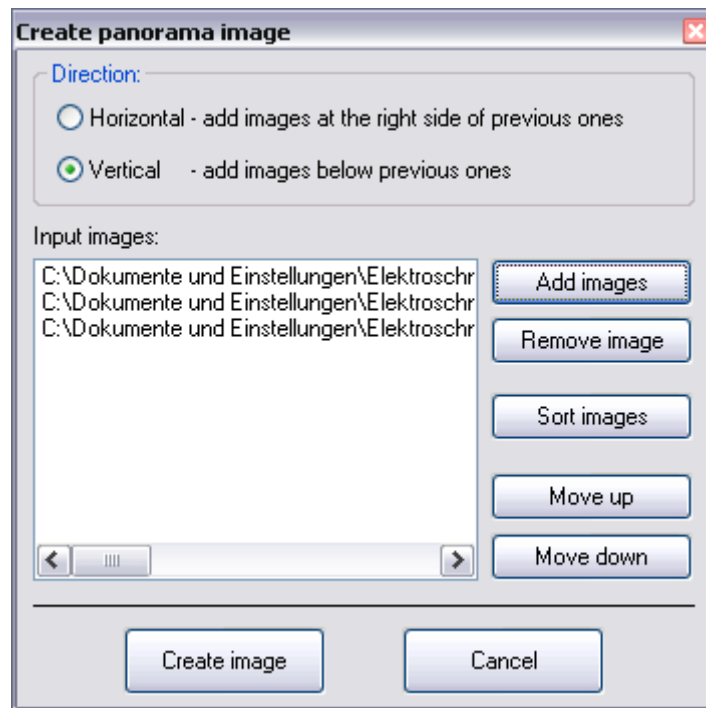 Create panorama image
Direction:
Horizontal - add images at the right side of previous ones
Vertical - add images below previous ones
Input images:
C:\Dokumente und Einstellungen\Elektroschr
C:\Dokumente und Einstellungen\Elektroschr
C:\Dokumente und Einstellungen\Elektroschr
Add images
Remove image
Sort images
Move up
Move down
Create image
Cancel